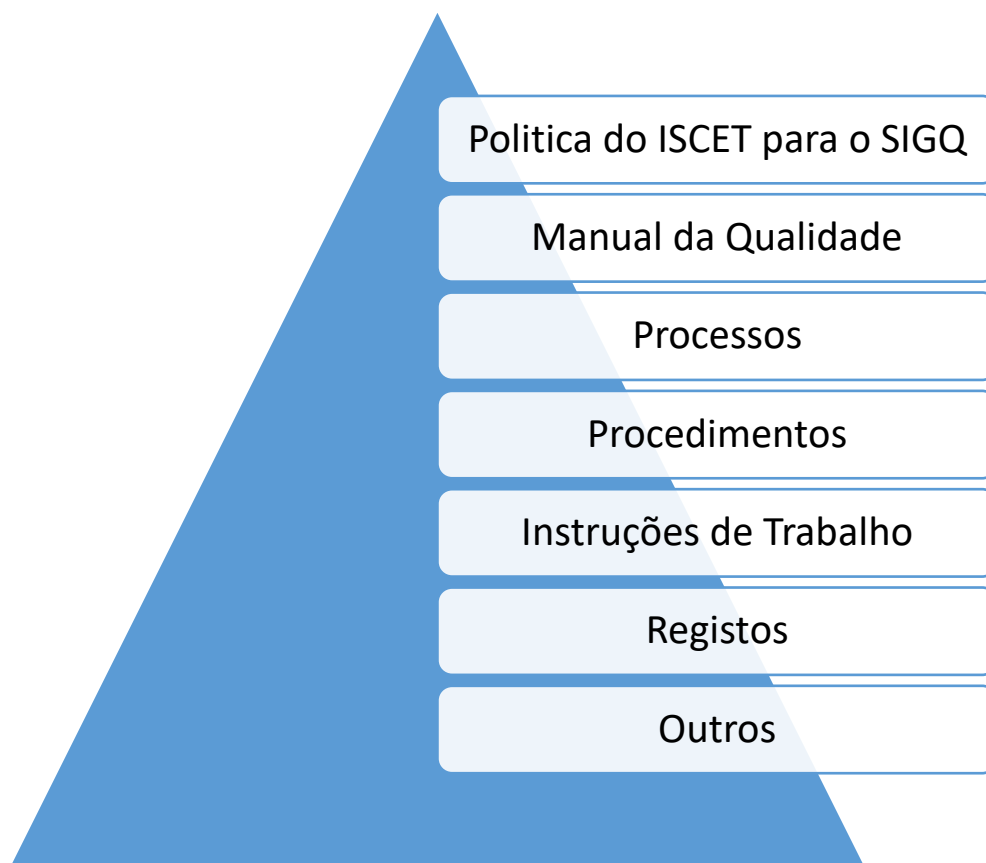 Politica do ISCET para o SIGQ
Manual da Qualidade
Processos
Procedimentos
Instruções de Trabalho
Registos
Outros